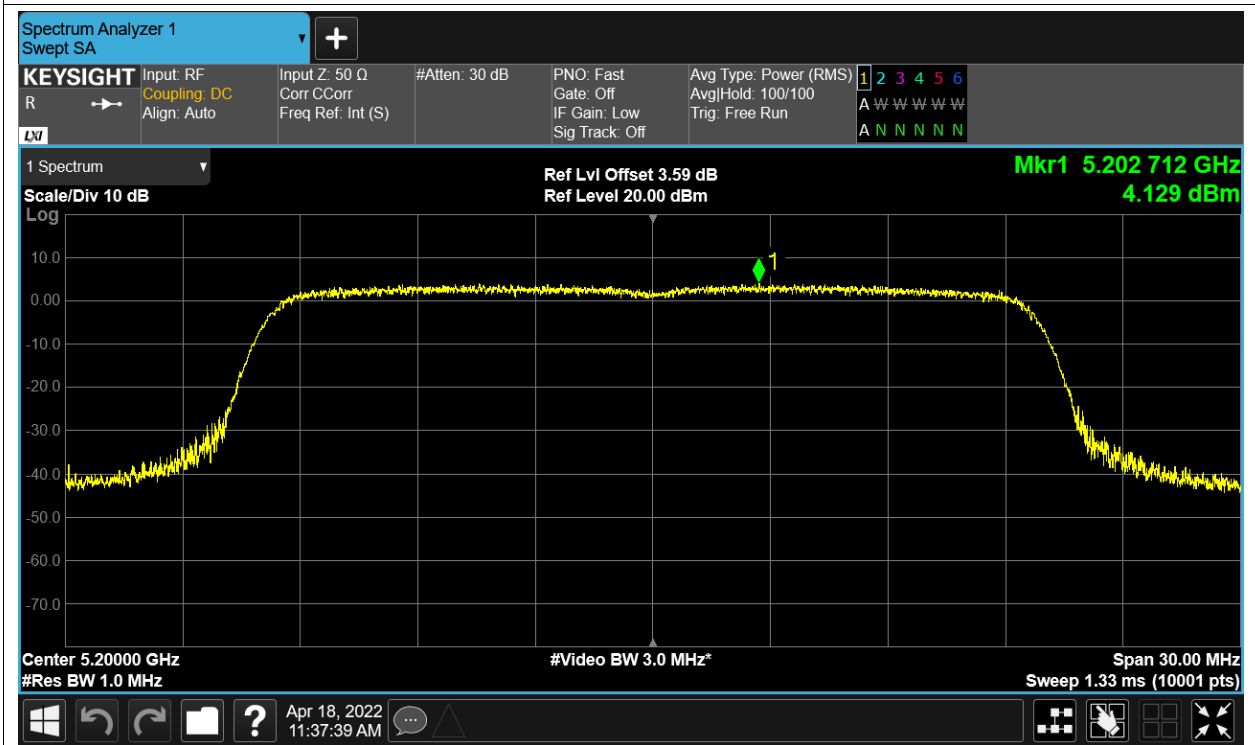 Spectrum Analyzer 1
Swept SA
KEYSIGHT
R
LXI
Input: RF
Coupling: DC
Align: Auto
Input Z: 50 Ω
Corr CCorr
Freq Ref: Int (S)
#Atten: 30 dB
PNO: Fast
Gate: Off
IF Gain: Low
Sig Track: Off
Avg Type: Power (RMS)
Avg|Hold: 100/100
Trig: Free Run
1 2 3 4 5 6
A W W W W W
A N N N N N
1 Spectrum
Scale/Div 10 dB
Log
Ref Lvl Offset 3.59 dB
Ref Level 20.00 dBm
Mkr1 5.202 712 GHz
4.129 dBm
1
10.0
0.00
-10.0
-20.0
-30.0
-40.0
-50.0
-60.0
-70.0
Center 5.20000 GHz
#Res BW 1.0 MHz
#Video BW 3.0 MHz*
Span 30.00 MHz
Sweep 1.33 ms (10001 pts)
?
Apr 18, 2022
11:37:39 AM